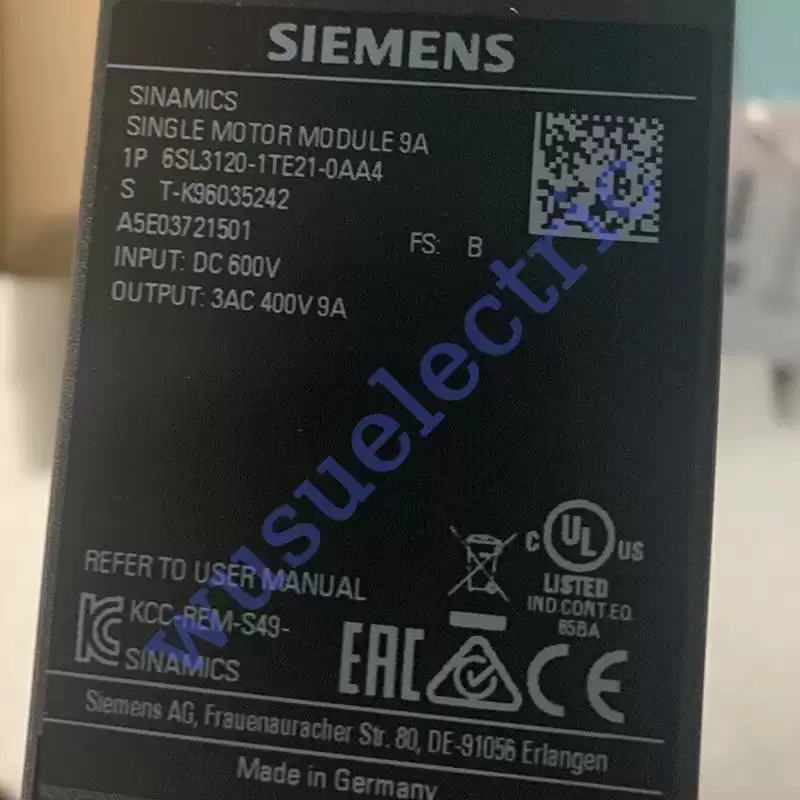 SIEMENS
SINAMICS
SINGLE MOTOR MODULE 9A
1P 6SL3120-1TE21-0AA4
S T-K96035242
A5E03721501
FS: B
INPUT: DC 600V
OUTPUT: 3AC 400V 9A
wusuelectric
REFER TO USER MANUAL
KCC-REM-S49-
SINAMICS
C UL US
LISTED
IND.CONT.EQ.
65BA
EAC
CE
Siemens AG, Frauenauracher Str. 80, DE-91056 Erlangen
Made in Germany